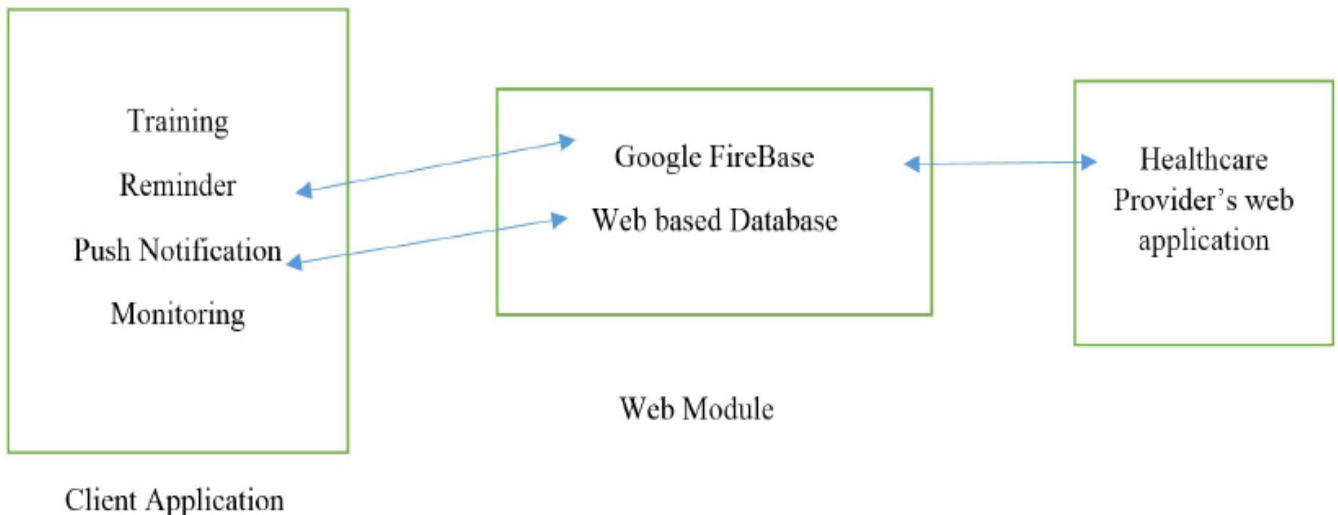 Training
Reminder
Push Notification
Monitoring
Client Application
Google FireBase
Web based Database
Web Module
Healthcare
Provider’s web
application